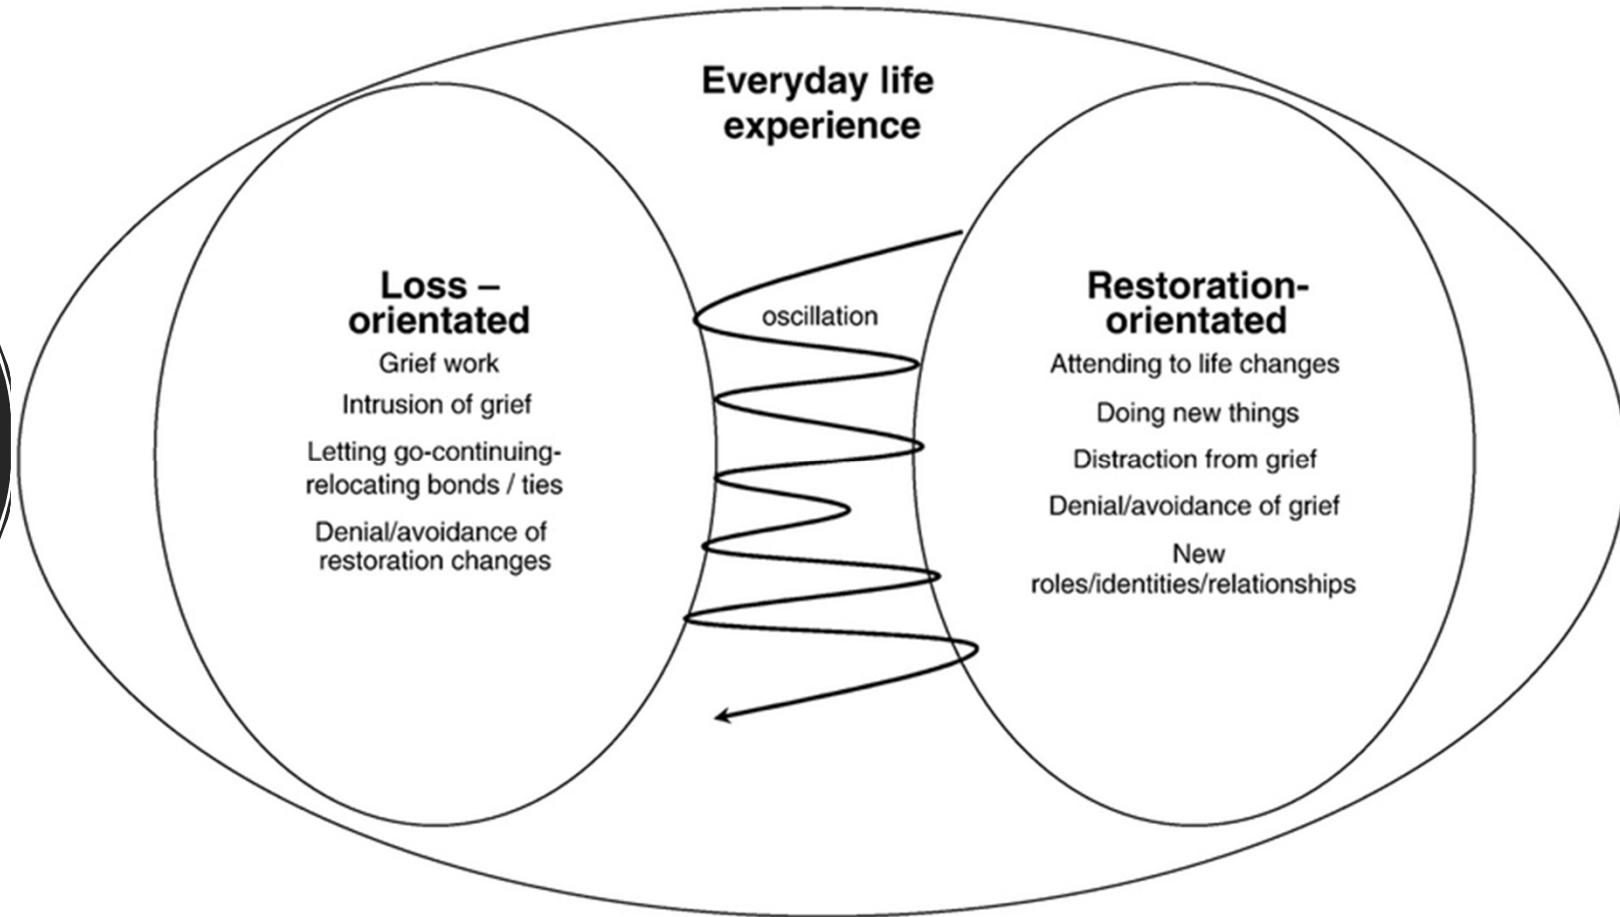 Everyday life
experience
Loss –
orientated
Grief work
Intrusion of grief
Letting go-continuing-
relocating bonds / ties
Denial/avoidance of
restoration changes
oscillation
Restoration-
orientated
Attending to life changes
Doing new things
Distraction from grief
Denial/avoidance of grief
New
roles/identities/relationships